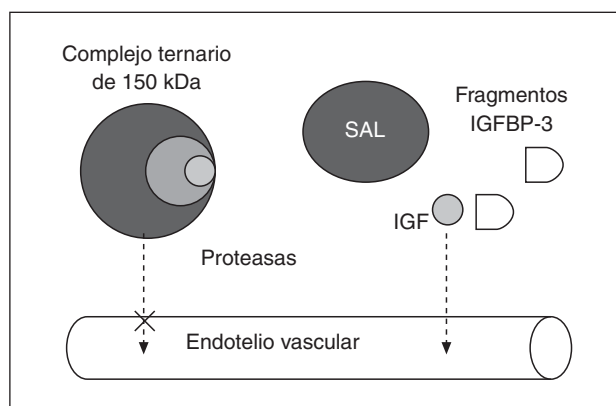 Complejo ternario
de 150 kDa
SAL
Fragmentos
IGFBP-3
IGF
Proteasas
Endotelio vascular